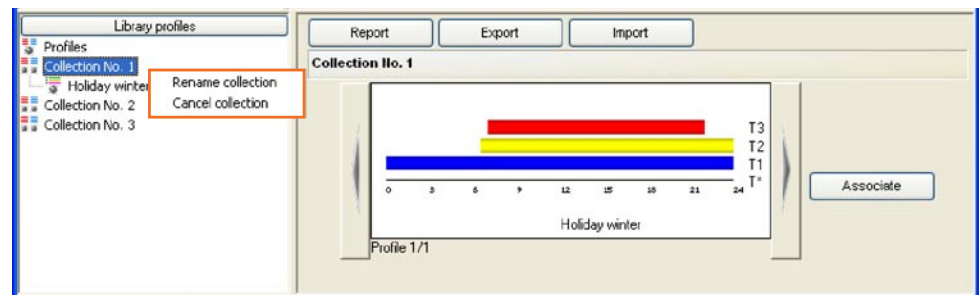 Library profiles
Profiles
Collection No. 1
Holiday winter
Collection No. 2
Collection No. 3
Rename collection
Cancel collection
Report Export Import
Collection No. 1
T3
T2
T1
T*
0 3 6 9 12 15 18 21 24
Holiday winter
Profile 1/1
Associate